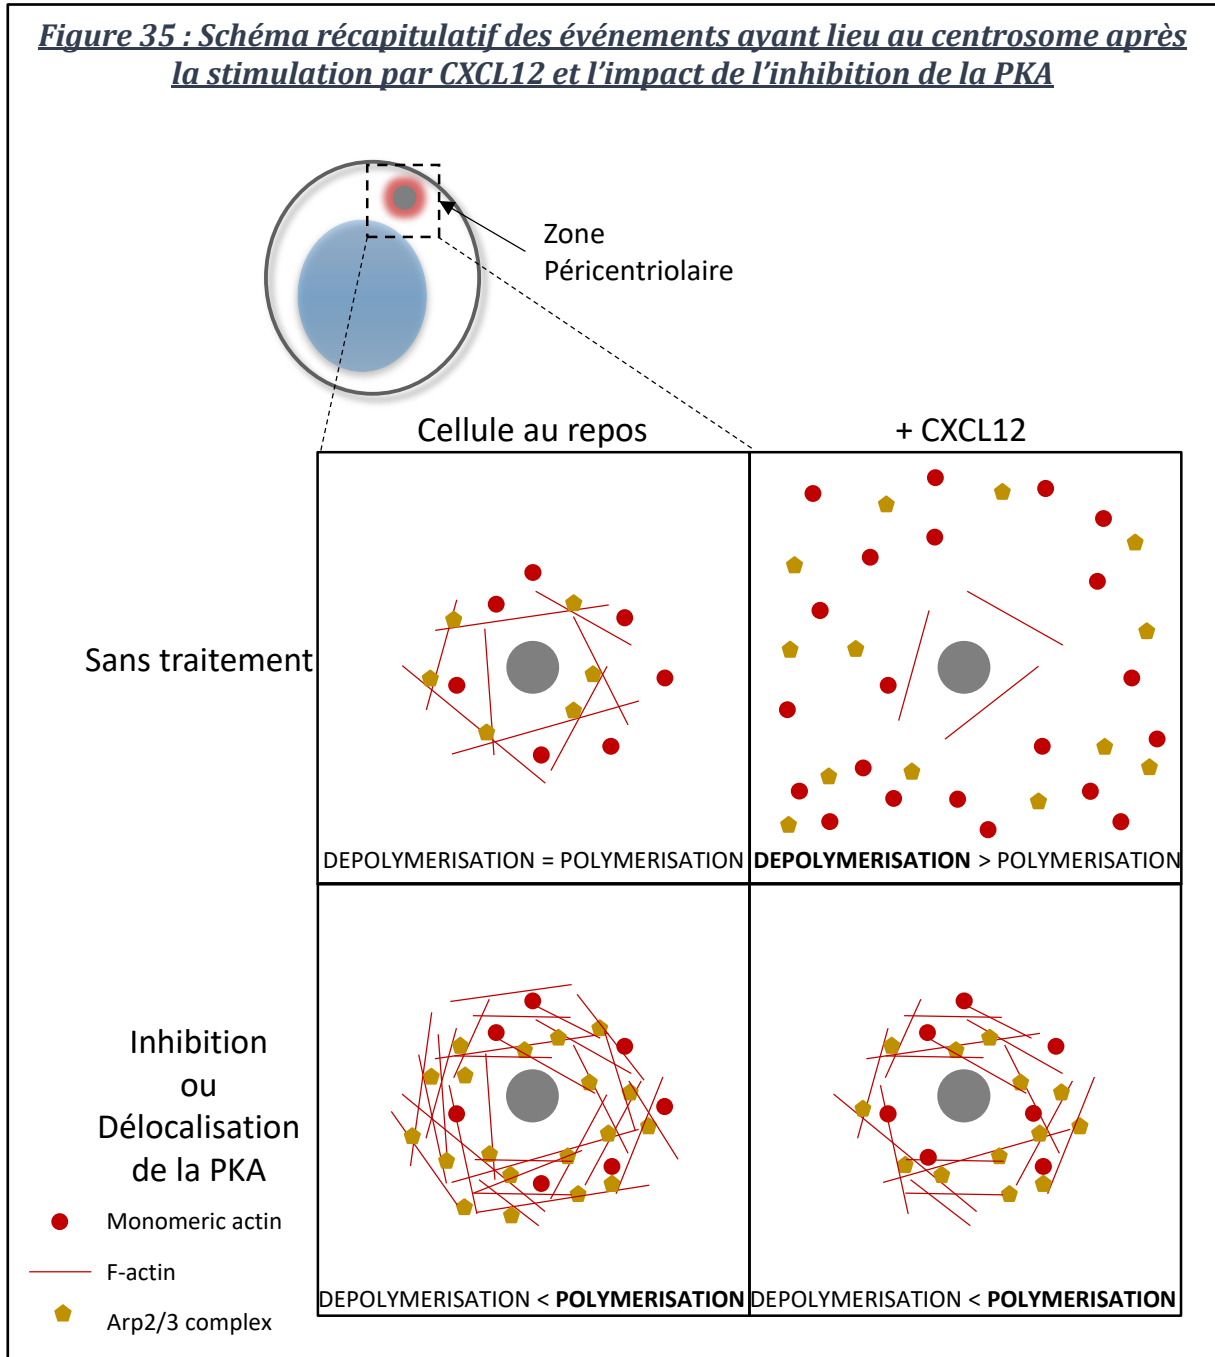 Figure 35 : Schéma récapitulatif des événements ayant lieu au centrosome après
la stimulation par CXCL12 et l’impact de l’inhibition de la PKA
Zone
Péricentriolaire
Cellule au repos
+ CXCL12
Sans traitement
DEPOLYMERISATION = POLYMERISATION
DEPOLYMERISATION > POLYMERISATION
Inhibition
ou
Délocalisation
de la PKA
Monomeric actin
F-actin
Arp2/3 complex
DEPOLYMERISATION < POLYMERISATION
DEPOLYMERISATION < POLYMERISATION